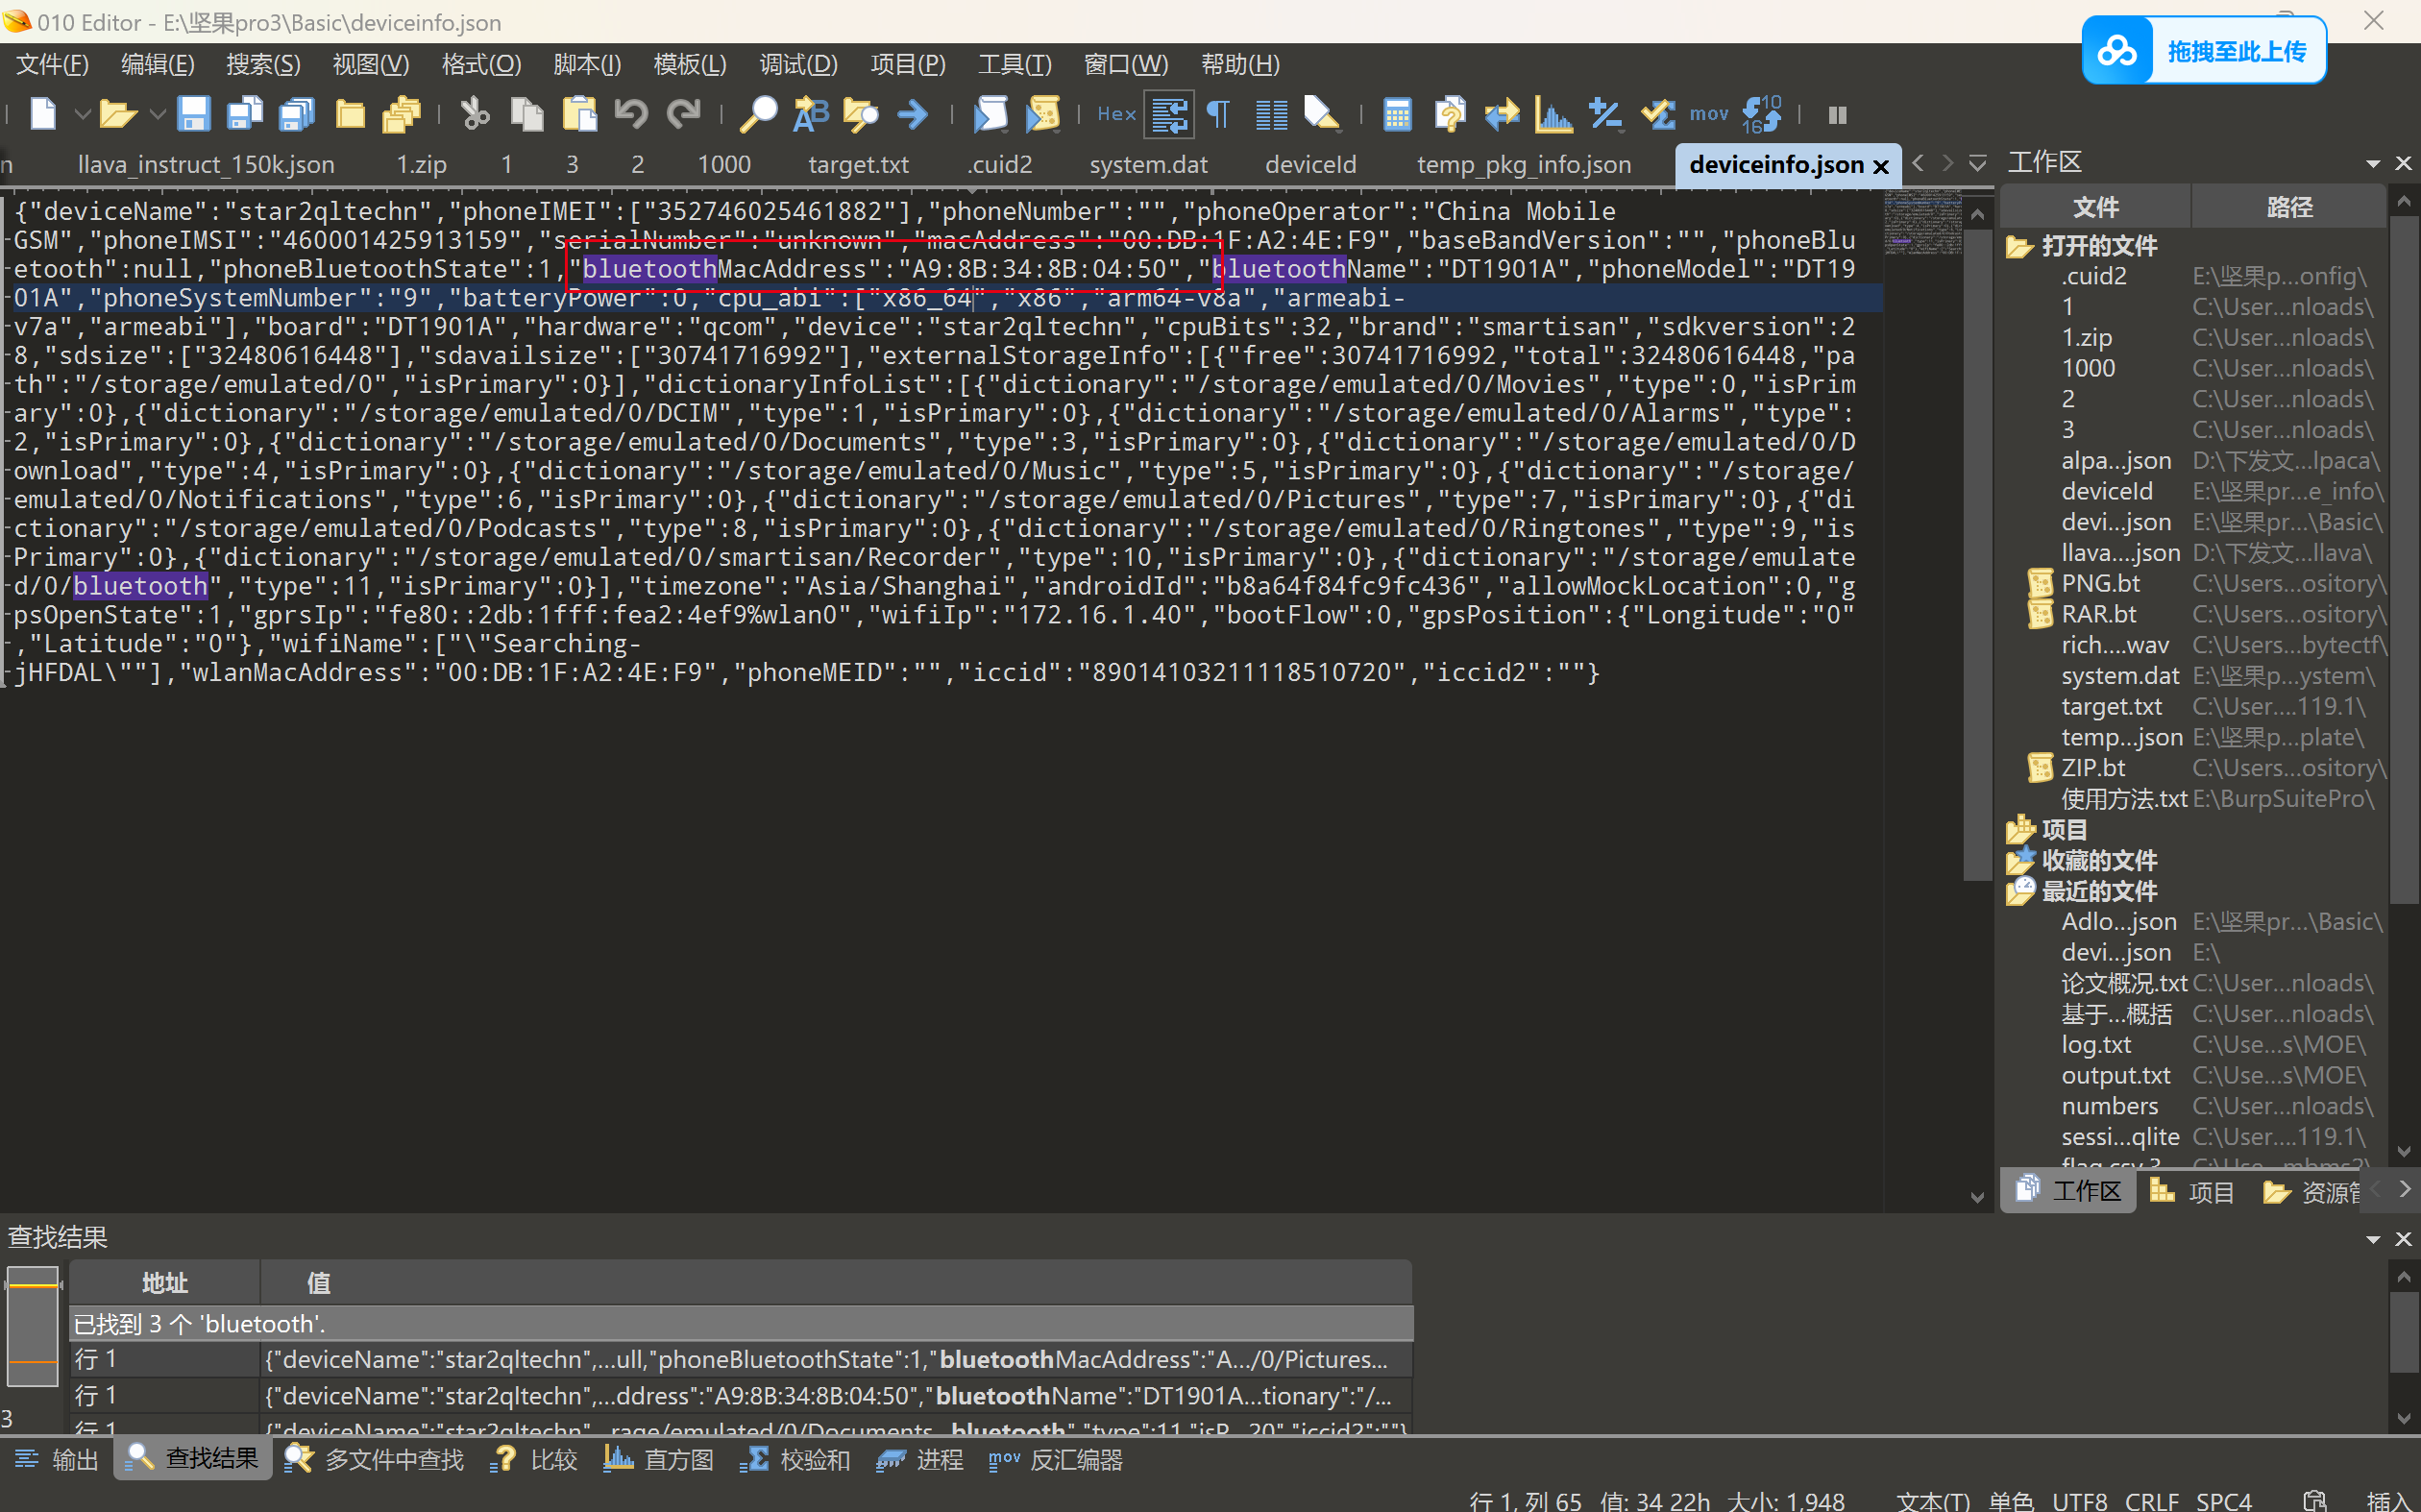 010 Editor - E:\坚果pro3\Basic\deviceinfo.json
拖拽至此上传
文件(F) 编辑(E) 搜索(S) 视图(V) 格式(O) 脚本(I) 模板(L) 调试(D) 项目(P) 工具(T) 窗口(W) 帮助(H)
Hex mov 10 16
n llava_instruct_150k.json 1.zip 1 3 2 1000 target.txt .cuid2 system.dat deviceId temp_pkg_info.json deviceinfo.json
{"deviceName":"star2qltechn","phoneIMEI":["352746025461882"],"phoneNumber":"","phoneOperator":"China Mobile
GSM","phoneIMSI":"460001425913159","serialNumber":"unknown","macAddress":"00:DB:1F:A2:4E:F9","baseBandVersion":"","phoneBlu
etooth":null,"phoneBluetoothState":1,"bluetoothMacAddress":"A9:8B:34:8B:04:50","bluetoothName":"DT1901A","phoneModel":"DT19
01A","phoneSystemNumber":"9","batteryPower":0,"cpu_abi":["x86_64","x86","arm64-v8a","armeabi-
v7a","armeabi"],"board":"DT1901A","hardware":"qcom","device":"star2qltechn","cpuBits":32,"brand":"smartisan","sdkversion":2
8,"sdsize":["32480616448"],"sdavailsize":["30741716992"],"externalStorageInfo":[{"free":30741716992,"total":32480616448,"pa
th":"/storage/emulated/0","isPrimary":0}],"dictionaryInfoList":[{"dictionary":"/storage/emulated/0/Movies","type":0,"isPrim
ary":0},{"dictionary":"/storage/emulated/0/DCIM","type":1,"isPrimary":0},{"dictionary":"/storage/emulated/0/Alarms","type":
2,"isPrimary":0},{"dictionary":"/storage/emulated/0/Documents","type":3,"isPrimary":0},{"dictionary":"/storage/emulated/0/D
ownload","type":4,"isPrimary":0},{"dictionary":"/storage/emulated/0/Music","type":5,"isPrimary":0},{"dictionary":"/storage/
emulated/0/Notifications","type":6,"isPrimary":0},{"dictionary":"/storage/emulated/0/Pictures","type":7,"isPrimary":0},{"di
ctionary":"/storage/emulated/0/Podcasts","type":8,"isPrimary":0},{"dictionary":"/storage/emulated/0/Ringtones","type":9,"is
Primary":0},{"dictionary":"/storage/emulated/0/smartisan/Recorder","type":10,"isPrimary":0},{"dictionary":"/storage/emulate
d/0/bluetooth","type":11,"isPrimary":0}],"timezone":"Asia/Shanghai","androidId":"b8a64f84fc9fc436","allowMockLocation":0,"g
psOpenState":1,"gprsIp":"fe80::2db:1fff:fea2:4ef9%wlan0","wifiIp":"172.16.1.40","bootFlow":0,"gpsPosition":{"Longitude":"0"
,"Latitude":"0"},"wifiName":["\"Searching-
jHFDAL\""],"wlanMacAddress":"00:DB:1F:A2:4E:F9","phoneMEID":"","iccid":"89014103211118510720","iccid2":""}
工作区
文件 路径
打开的文件
.cuid2 E:\坚果p...onfig\
1 C:\User...nloads\
1.zip C:\User...nloads\
1000 C:\User...nloads\
2 C:\User...nloads\
3 C:\User...nloads\
alpa...json D:\下发文...lpaca\
deviceId E:\坚果pr...e_info\
devi...json E:\坚果pr...\Basic\
llava....json D:\下发文...llava\
PNG.bt C:\Users...ository\
RAR.bt C:\Users...ository\
rich....wav C:\Users...bytectf\
system.dat E:\坚果p...ystem\
target.txt C:\User....119.1\
temp...json E:\坚果p...plate\
ZIP.bt C:\Users...ository\
使用方法.txt E:\BurpSuitePro\
项目
收藏的文件
最近的文件
Adlo...json E:\坚果pr...\Basic\
devi...json E:\
论文概况.txt C:\User...nloads\
基于...概括 C:\User...nloads\
log.txt C:\Use...s\MOE\
output.txt C:\Use...s\MOE\
numbers C:\User...nloads\
sessi...qlite C:\User....119.1\
工作区 项目 资源管
查找结果
地址 值
已找到 3 个 'bluetooth'.
行 1 {"deviceName":"star2qltechn",...ull,"phoneBluetoothState":1,"bluetoothMacAddress":"A.../0/Pictures...
行 1 {"deviceName":"star2qltechn",...ddress":"A9:8B:34:8B:04:50","bluetoothName":"DT1901A...tionary":"/...
3
行 1 {"deviceName":"star2qltechn"...rage/emulated/0/Documents...bluetooth","type":11,"isP...20","iccid2":""}
输出 查找结果 多文件中查找 比较 直方图 校验和 进程 mov 反汇编器
行 1, 列 65 值: 34 22h 大小: 1,948 文本(T) 单色 UTF8 CRLF SPC4 插入